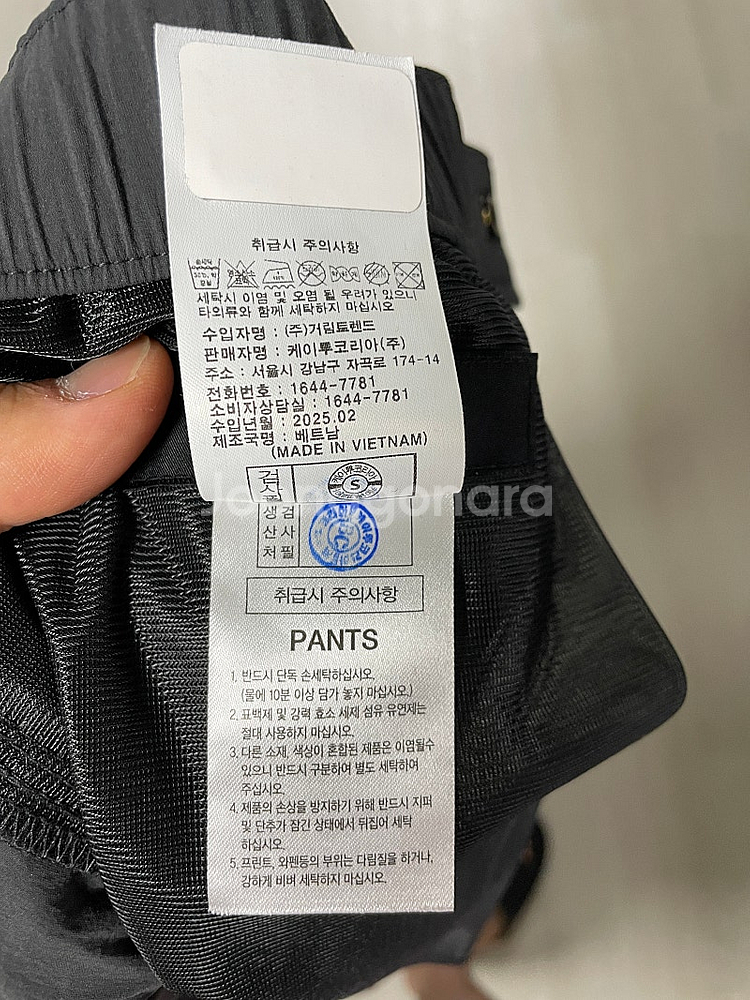 취급시 주의사항
세탁시 이염 및 오염 될 우려가 있으니
타의류와 함께 세탁하지 마십시오
수입자명 : (주)거림트렌드
판매자명 : 케이투코리아(주)
주소 : 서울시 강남구 자곡로 174-14
전화번호 : 1644-7781
소비자상담실 : 1644-7781
수입년월 : 2025.02
제조국명 : 베트남
(MADE IN VIETNAM)
검
케이투코리아
S
생 검
산 사
처 필
취급시 주의사항
PANTS
1. 반드시 단독 손세탁하십시오.
(물에 10분 이상 담가 놓지 마십시오.)
2. 표백제 및 강력 효소 세제 섬유 유연제는
절대 사용하지 마십시오.
3. 다른 소재, 색상이 혼합된 제품은 이염될수
있으니 반드시 구분하여 별도 세탁하여
주십시오.
4. 제품의 손상을 방지하기 위해 반드시 지퍼
및 단추가 잠긴 상태에서 뒤집어 세탁
하십시오.
5. 프린트, 와펜등의 부위는 다림질을 하거나,
강하게 비벼 세탁하지 마십시오.